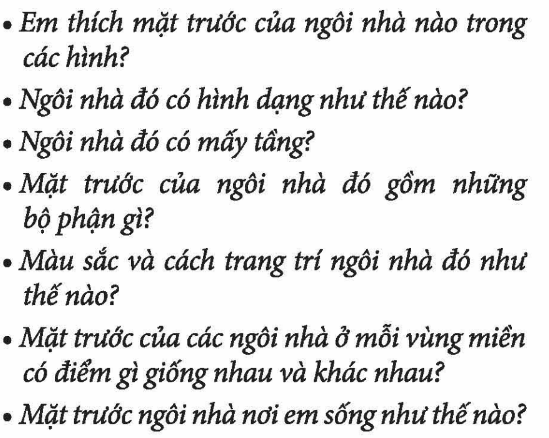 • Em thích mặt trước của ngôi nhà nào trong
các hình?
• Ngôi nhà đó có hình dạng như thế nào?
• Ngôi nhà đó có mấy tầng?
• Mặt trước của ngôi nhà đó gồm những
bộ phận gì?
• Màu sắc và cách trang trí ngôi nhà đó như
thế nào?
• Mặt trước của các ngôi nhà ở mỗi vùng miền
có điểm gì giống nhau và khác nhau?
• Mặt trước ngôi nhà nơi em sống như thế nào?